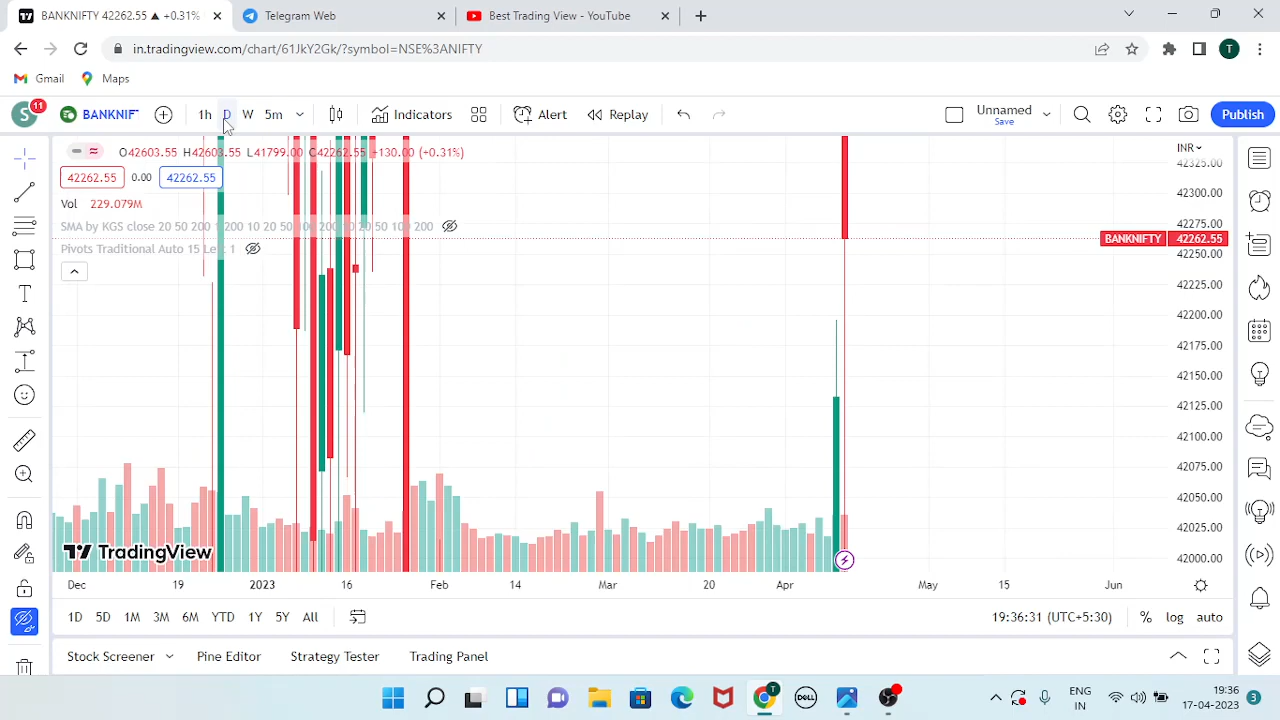 BANKNIFTY 42262.55 ▲ +0.31%
Telegram Web
Best Trading View - YouTube
in.tradingview.com/chart/61JkY2Gk/?symbol=NSE%3ANIFTY
T
Gmail
Maps
S
11
BANKNIF
1h
D
W
5m
Indicators
Alert
Replay
Unnamed
Save
Publish
O42603.55 H42603.55 L41799.00 C42262.55 +130.00 (+0.31%)
INR
42262.55
0.00
42262.55
Vol 229.079M
SMA by KGS close 20 50 200
Pivots Traditional Auto 15
42325.00
42300.00
42275.00
BANKNIFTY 42262.55
42250.00
42225.00
42200.00
42175.00
42150.00
42125.00
42100.00
42075.00
42050.00
42025.00
42000.00
TradingView
Dec 19 2023 16 Feb 14 Mar 20 Apr May 15 Jun
1D 5D 1M 3M 6M YTD 1Y 5Y All
19:36:31 (UTC+5:30)
% log auto
Stock Screener
Pine Editor
Strategy Tester
Trading Panel
T
DELL
ENG
IN
19:36
17-04-2023
3